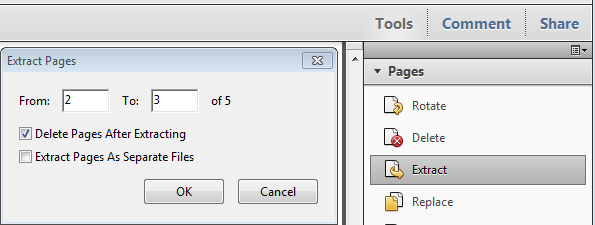 Tools Comment Share
Extract Pages
From: 2 To: 3 of 5
Delete Pages After Extracting
Extract Pages As Separate Files
OK Cancel
Pages
Rotate
Delete
Extract
Replace